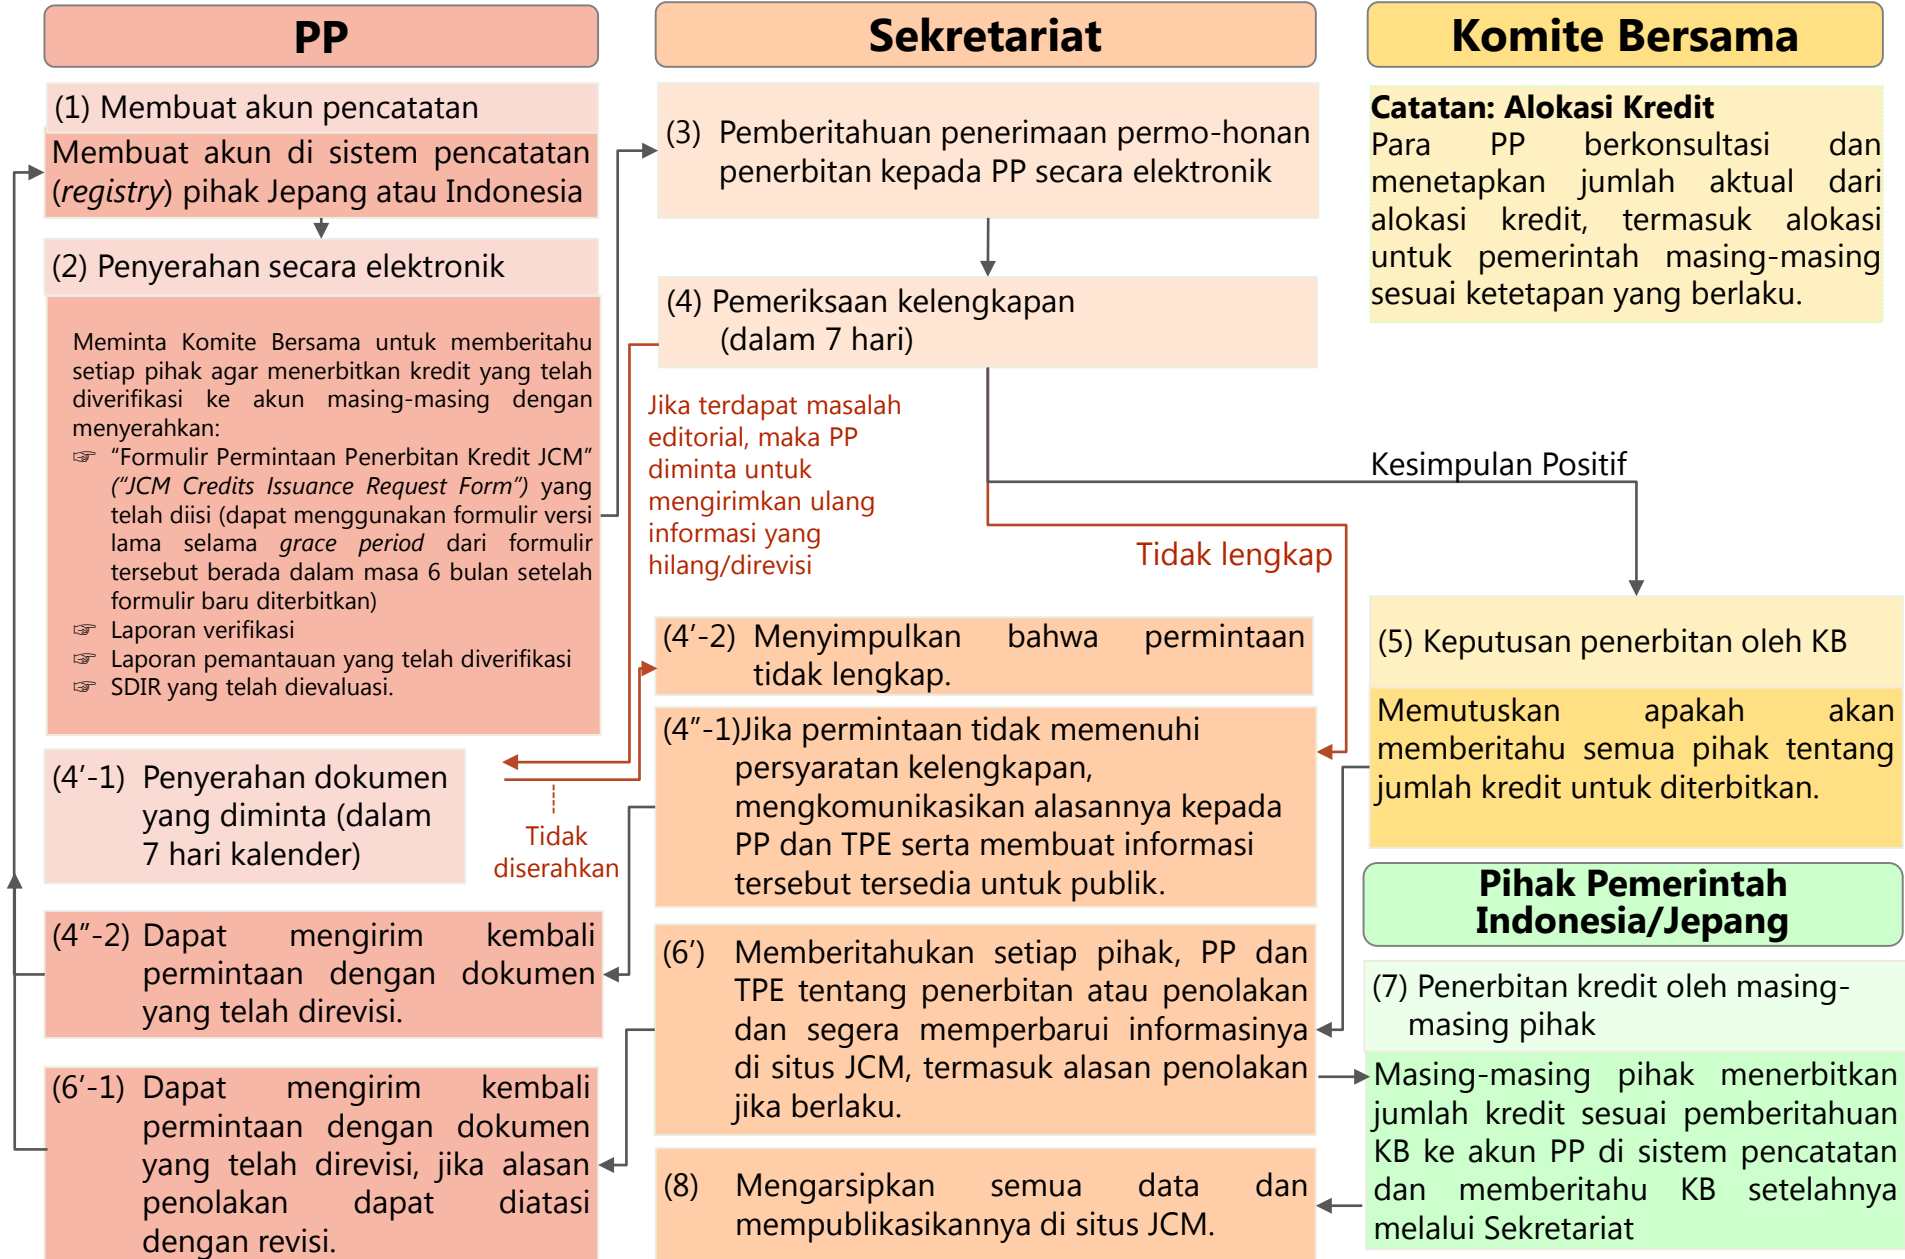 PP
(1) Membuat akun pencatatan
Membuat akun di sistem pencatatan
(registry) pihak Jepang atau Indonesia
(2) Penyerahan secara elektronik
Meminta Komite Bersama untuk memberitahu
setiap pihak agar menerbitkan kredit yang telah
diverifikasi ke akun masing-masing dengan
menyerahkan:
☞ "Formulir Permintaan Penerbitan Kredit JCM"
("JCM Credits Issuance Request Form") yang
telah diisi (dapat menggunakan formulir versi
lama selama grace period dari formulir
tersebut berada dalam masa 6 bulan setelah
formulir baru diterbitkan)
☞ Laporan verifikasi
☞ Laporan pemantauan yang telah diverifikasi
☞ SDIR yang telah dievaluasi.
(4'-1) Penyerahan dokumen
yang diminta (dalam
7 hari kalender)
Tidak
diserahkan
(4"-2) Dapat mengirim kembali
permintaan dengan dokumen
yang telah direvisi.
(6'-1) Dapat mengirim kembali
permintaan dengan dokumen
yang telah direvisi, jika alasan
penolakan dapat diatasi
dengan revisi.
Sekretariat
(3) Pemberitahuan penerimaan permo-honan
penerbitan kepada PP secara elektronik
(4) Pemeriksaan kelengkapan
(dalam 7 hari)
Jika terdapat masalah
editorial, maka PP
diminta untuk
mengirimkan ulang
informasi yang
hilang/direvisi
Tidak lengkap
(4'-2) Menyimpulkan bahwa permintaan
tidak lengkap.
(4"-1)Jika permintaan tidak memenuhi
persyaratan kelengkapan,
mengkomunikasikan alasannya kepada
PP dan TPE serta membuat informasi
tersebut tersedia untuk publik.
(6') Memberitahukan setiap pihak, PP dan
TPE tentang penerbitan atau penolakan
dan segera memperbarui informasinya
di situs JCM, termasuk alasan penolakan
jika berlaku.
(8) Mengarsipkan semua data dan
mempublikasikannya di situs JCM.
Komite Bersama
Catatan: Alokasi Kredit
Para PP berkonsultasi dan
menetapkan jumlah aktual dari
alokasi kredit, termasuk alokasi
untuk pemerintah masing-masing
sesuai ketetapan yang berlaku.
Kesimpulan Positif
(5) Keputusan penerbitan oleh KB
Memutuskan apakah akan
memberitahu semua pihak tentang
jumlah kredit untuk diterbitkan.
Pihak Pemerintah
Indonesia/Jepang
(7) Penerbitan kredit oleh masing-
masing pihak
Masing-masing pihak menerbitkan
jumlah kredit sesuai pemberitahuan
KB ke akun PP di sistem pencatatan
dan memberitahu KB setelahnya
melalui Sekretariat